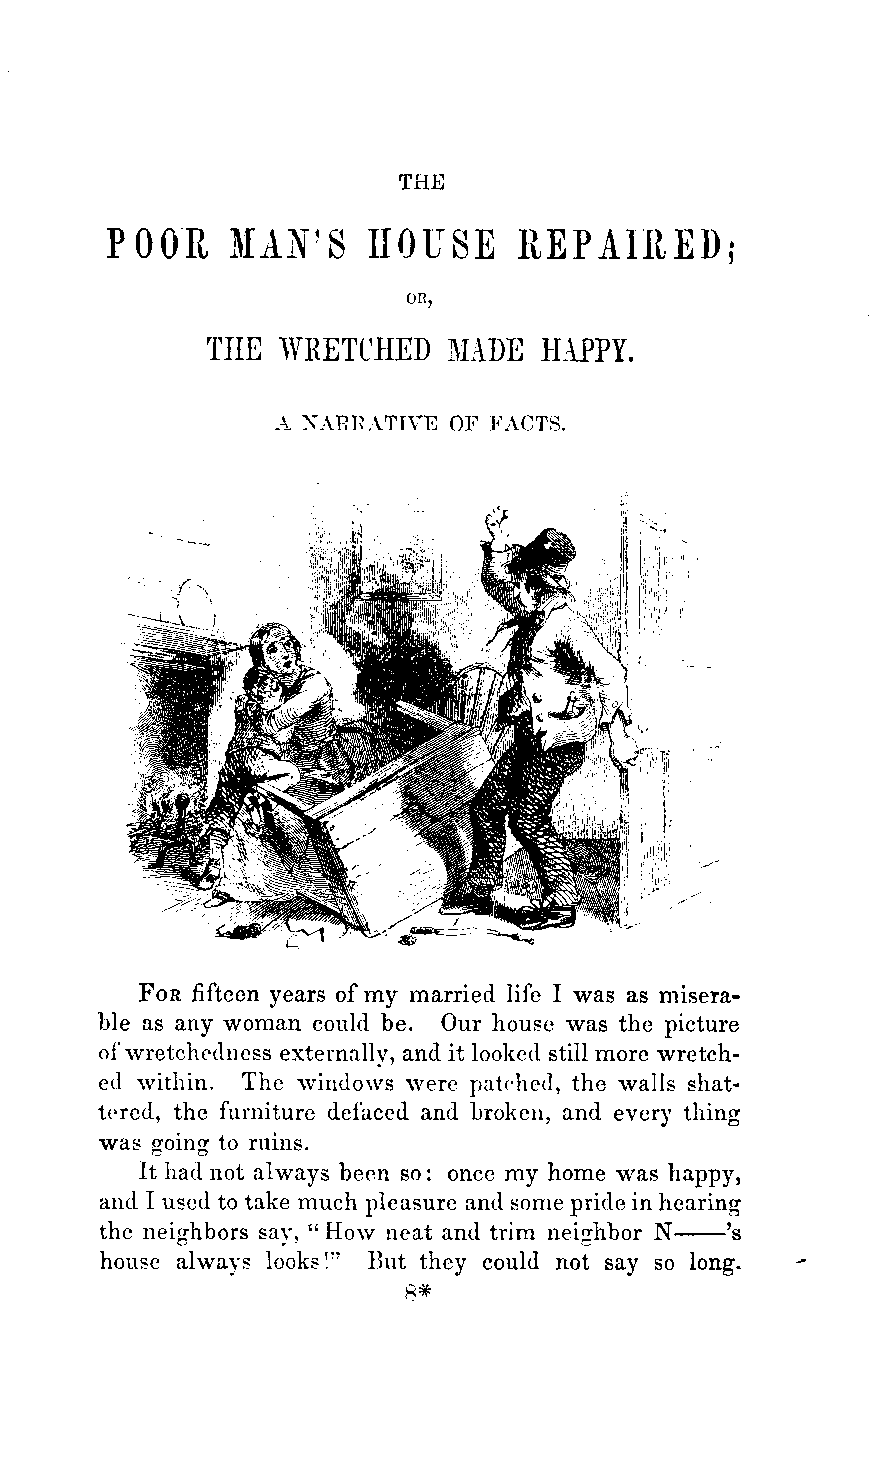 THE
POOR MAN'S HOUSE REPAIRED;
OR,
THE WRETCHED MADE HAPPY.
A NARRATIVE OF FACTS.
FOR fifteen years of my married life I was as misera-
ble as any woman could be. Our house was the picture
of wretchedness externally, and it looked still more wretch-
ed within. The windows were patched, the walls shat-
tered, the furniture defaced and broken, and every thing
was going to ruins.
It had not always been so: once my home was happy,
and I used to take much pleasure and some pride in hearing
the neighbors say, "How neat and trim neighbor N——'s
house always looks!" But they could not say so long.
8*